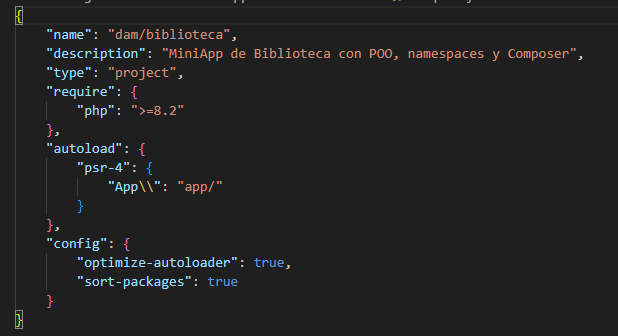 {
    "name": "dam/biblioteca",
    "description": "MiniApp de Biblioteca con POO, namespaces y Composer",
    "type": "project",
    "require": {
        "php": ">=8.2"
    },
    "autoload": {
        "psr-4": {
            "App\\": "app/"
        }
    },
    "config": {
        "optimize-autoloader": true,
        "sort-packages": true
    }
}